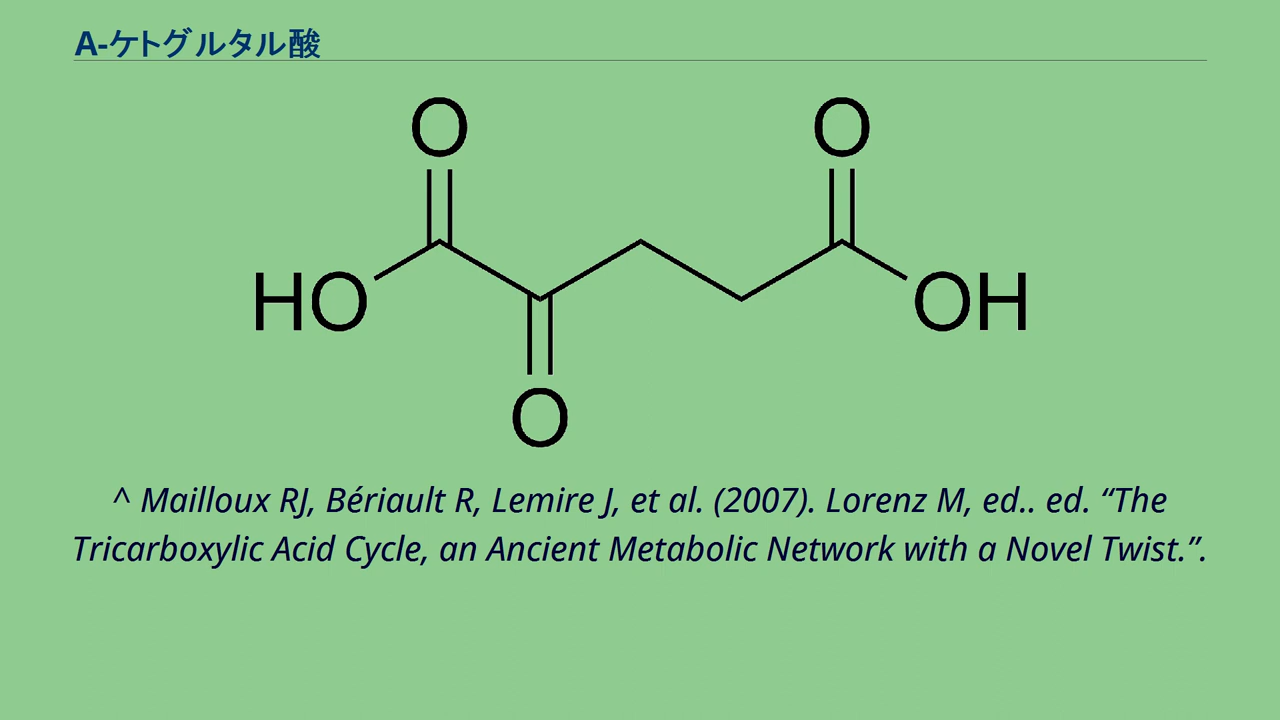 A-ケトグルタル酸
O O
HO OH
O
^ Mailloux RJ, Bériault R, Lemire J, et al. (2007). Lorenz M, ed.. ed. “The
Tricarboxylic Acid Cycle, an Ancient Metabolic Network with a Novel Twist.”.